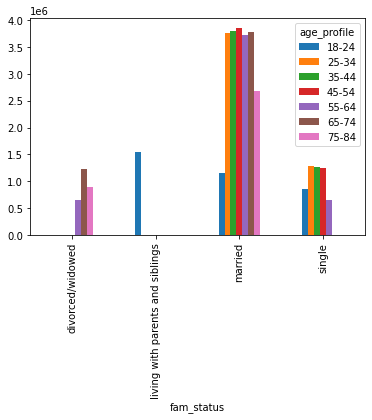 1e6
4.0
3.5
3.0
2.5
2.0
1.5
1.0
0.5
0.0
age_profile
18-24
25-34
35-44
45-54
55-64
65-74
75-84
divorced/widowed
living with parents and siblings
married
single
fam_status